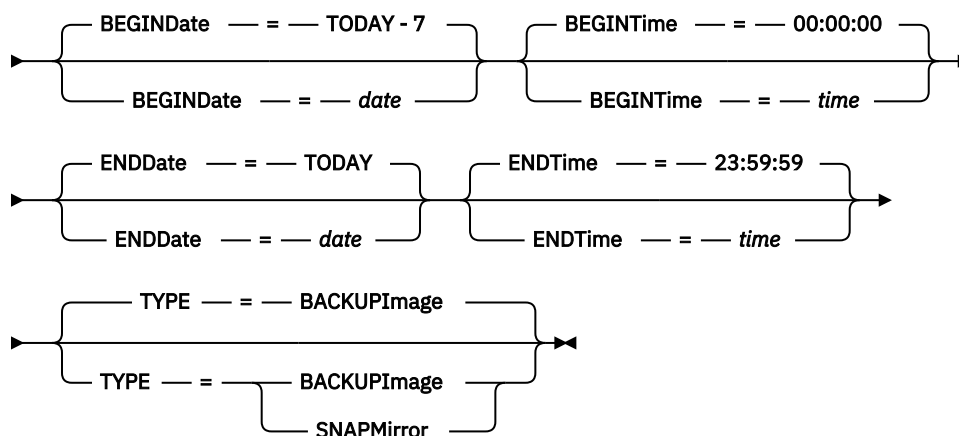 BEGINDate = TODAY - 7 BEGINTime = 00:00:00
BEGINDate = date BEGINTime = time
ENDDate = TODAY ENDTime = 23:59:59
ENDDate = date ENDTime = time
TYPE = BACKUPImage
TYPE = BACKUPImage
SNAPMirror